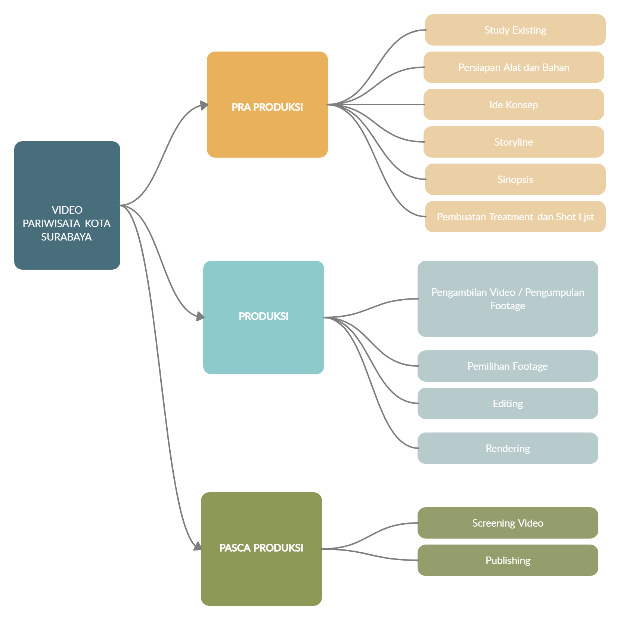 VIDEO
PARIWISATA KOTA
SURABAYA
PRA PRODUKSI
Study Existing
Persiapan Alat dan Bahan
Ide Konsep
Storyline
Sinopsis
Pembuatan Treatment dan Shot List
PRODUKSI
Pengambilan Video / Pengumpulan
Footage
Pemilihan Footage
Editing
Rendering
PASCA PRODUKSI
Screening Video
Publishing